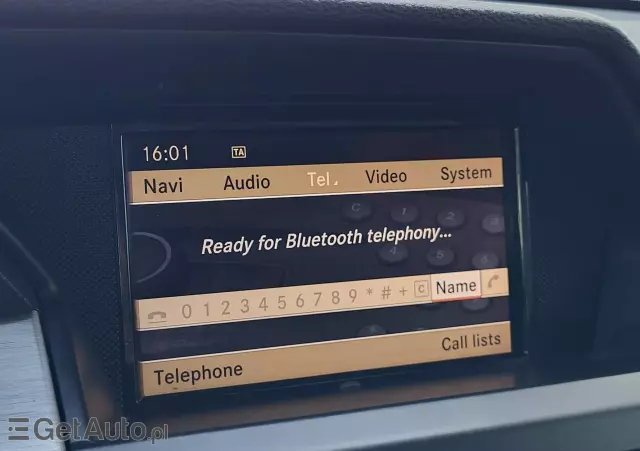 16:01 TA
Navi Audio Tel. Video System
Ready for Bluetooth telephony...
0 1 2 3 4 5 6 7 8 9 * # + C Name
Telephone Call lists
GetAuto.pl